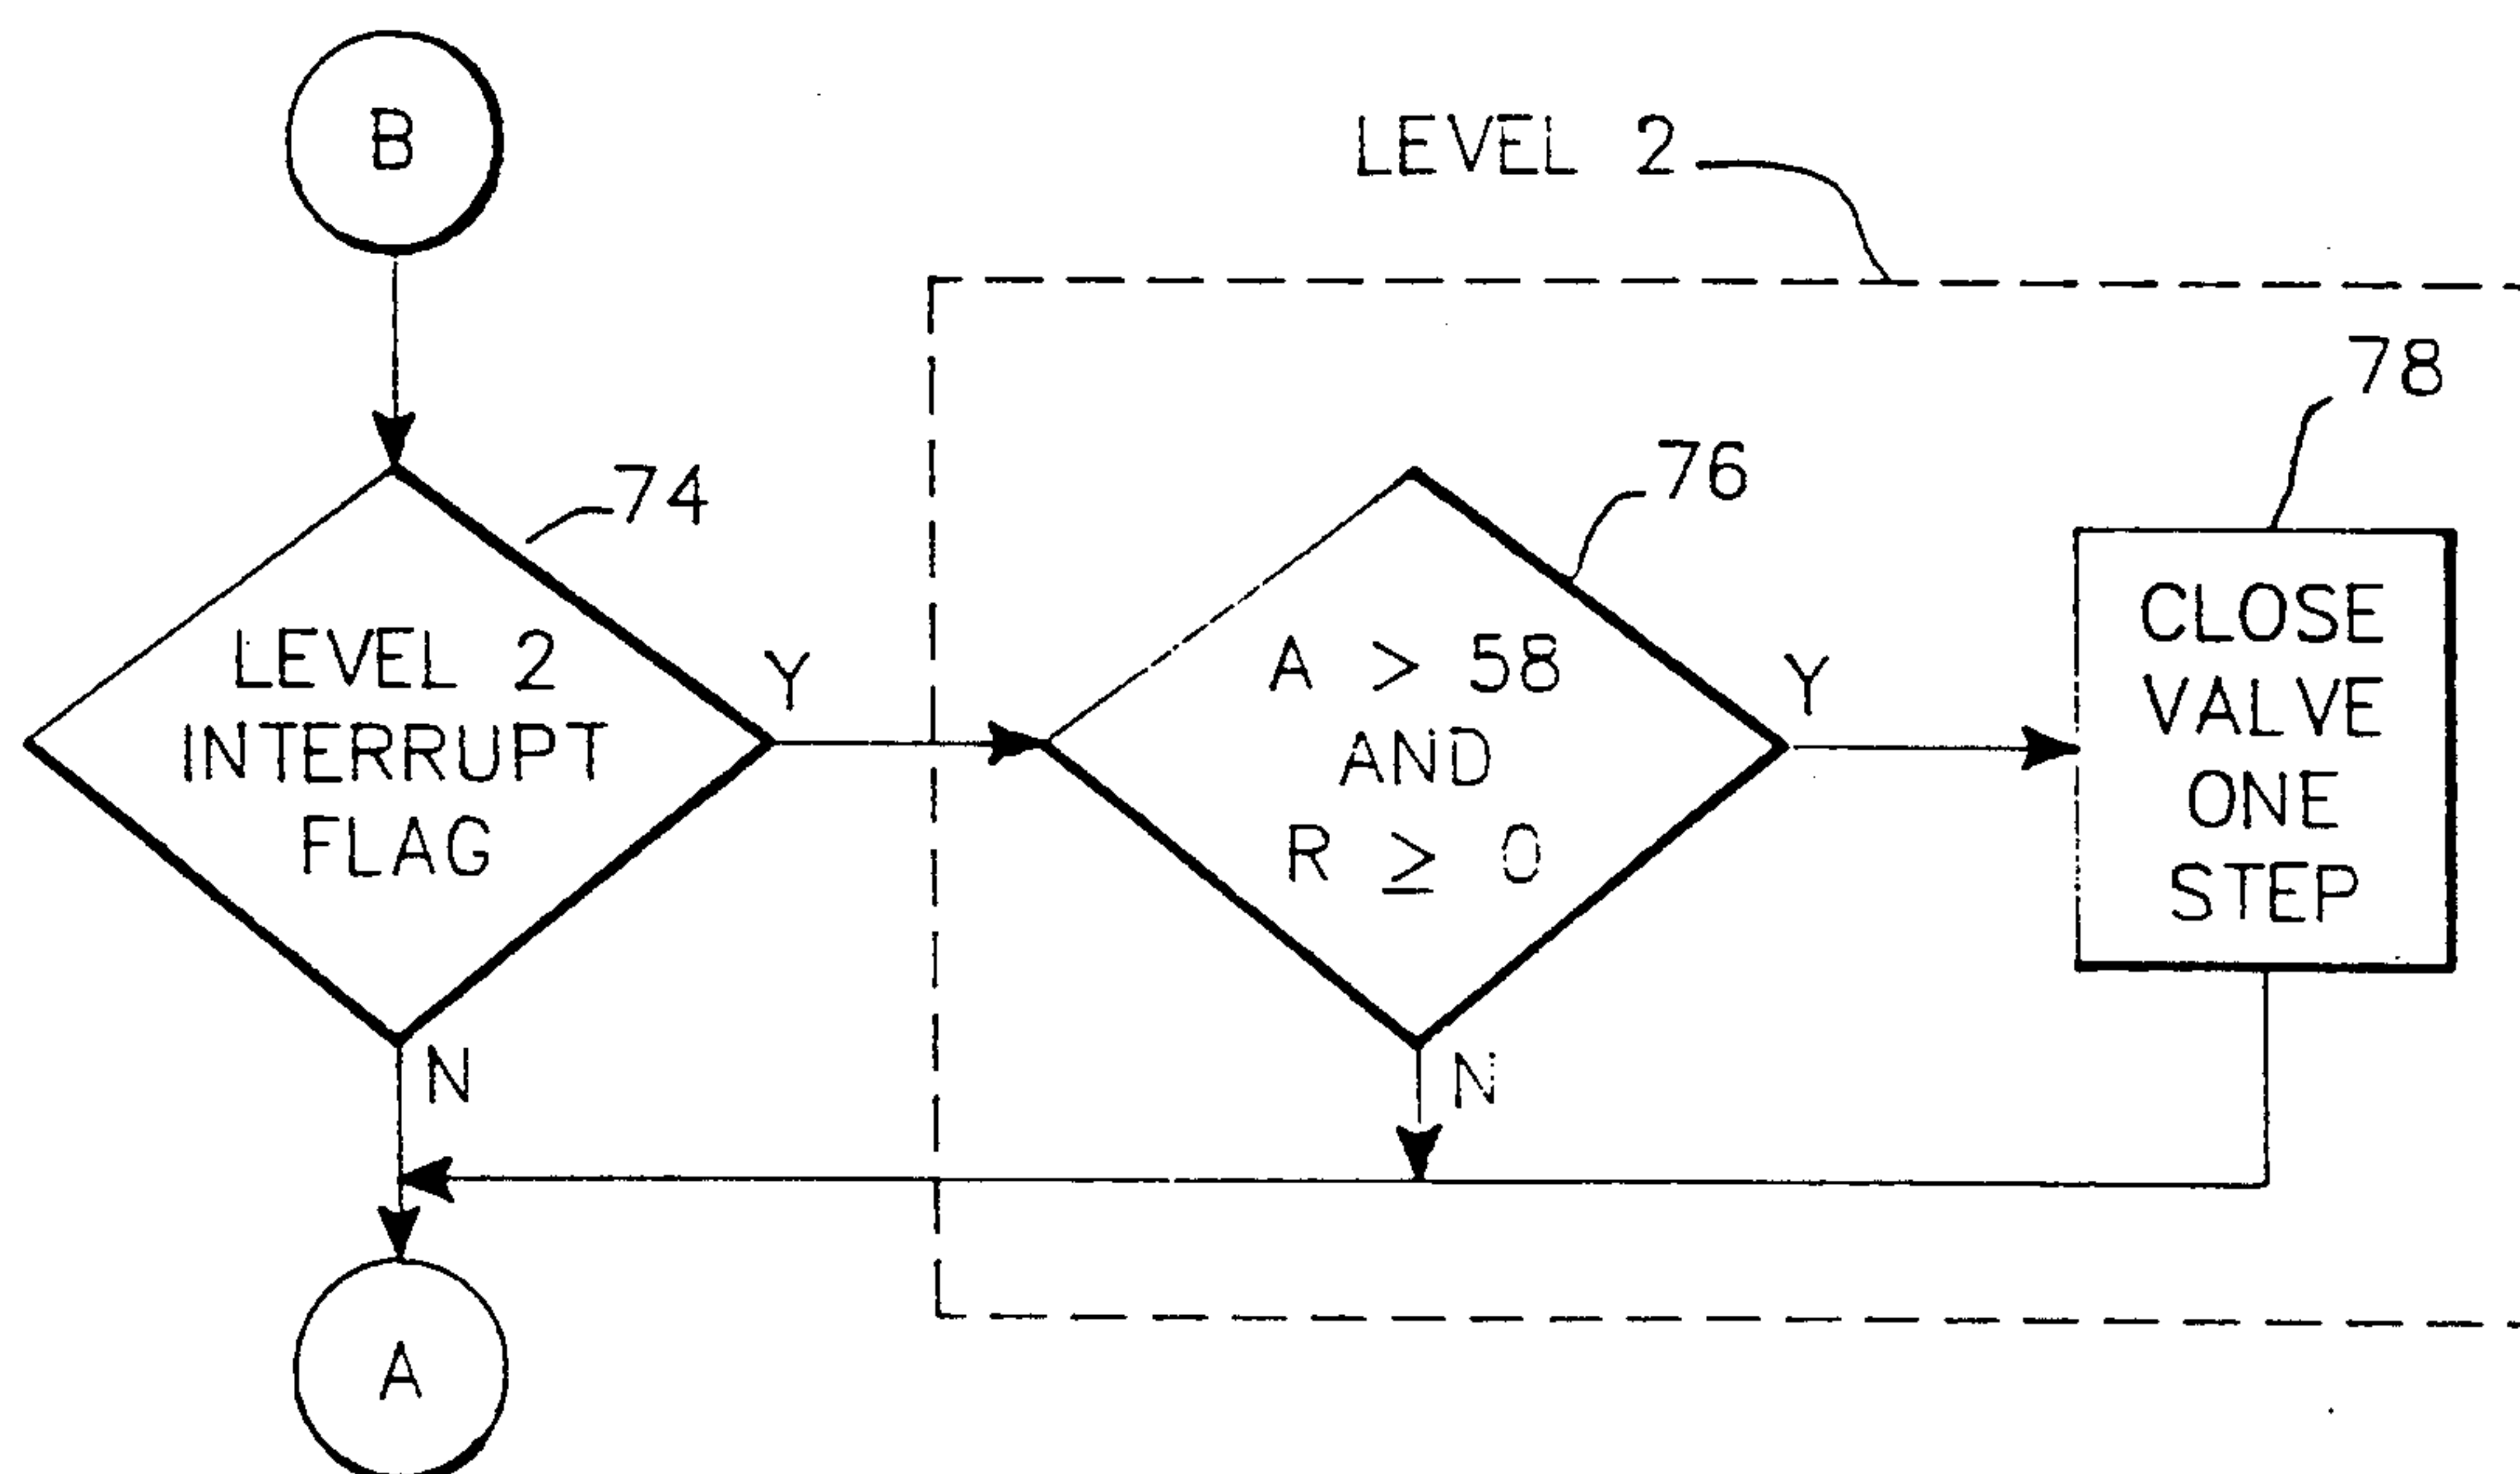 B
LEVEL 2
78
74
76
LEVEL 2
INTERRUPT
FLAG
Y
A > 58
AND
R ≥ 0
Y
CLOSE
VALVE
ONE
STEP
N
N
A